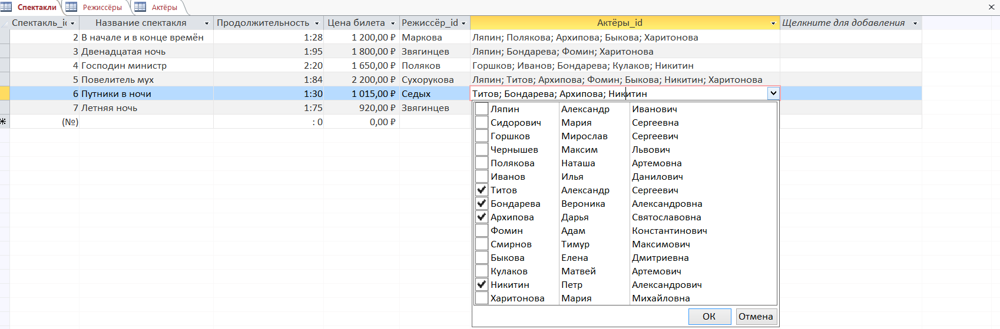 Спектакли Режиссёры Актёры
Спектакль_id Название спектакля Продолжительность Цена билета Режиссёр_id Актёры_id Щелкните для добавления
2 В начале и в конце времён 1:28 1 200,00 ₽ Маркова Ляпин; Полякова; Архипова; Быкова; Харитонова
3 Двенадцатая ночь 1:95 1 800,00 ₽ Звягинцев Ляпин; Бондарева; Фомин; Харитонова
4 Господин министр 2:20 1 650,00 ₽ Поляков Горшков; Иванов; Бондарева; Кулаков; Никитин
5 Повелитель мух 1:84 2 200,00 ₽ Сухорукова Ляпин; Титов; Архипова; Фомин; Быкова; Никитин; Харитонова
6 Путники в ночи 1:30 1 015,00 ₽ Седых Титов; Бондарева; Архипова; Никитин
7 Летняя ночь 1:75 920,00 ₽ Звягинцев
(№) : 0 0,00 ₽
Ляпин Александр Иванович
Сидорович Мария Сергеевна
Горшков Мирослав Сергеевич
Чернышев Максим Львович
Полякова Наташа Артемовна
Иванов Илья Данилович
Титов Александр Сергеевич
Бондарева Вероника Александровна
Архипова Дарья Святославовна
Фомин Адам Константинович
Смирнов Тимур Максимович
Быкова Елена Дмитриевна
Кулаков Матвей Артемович
Никитин Петр Александрович
Харитонова Мария Михайловна
ОК Отмена